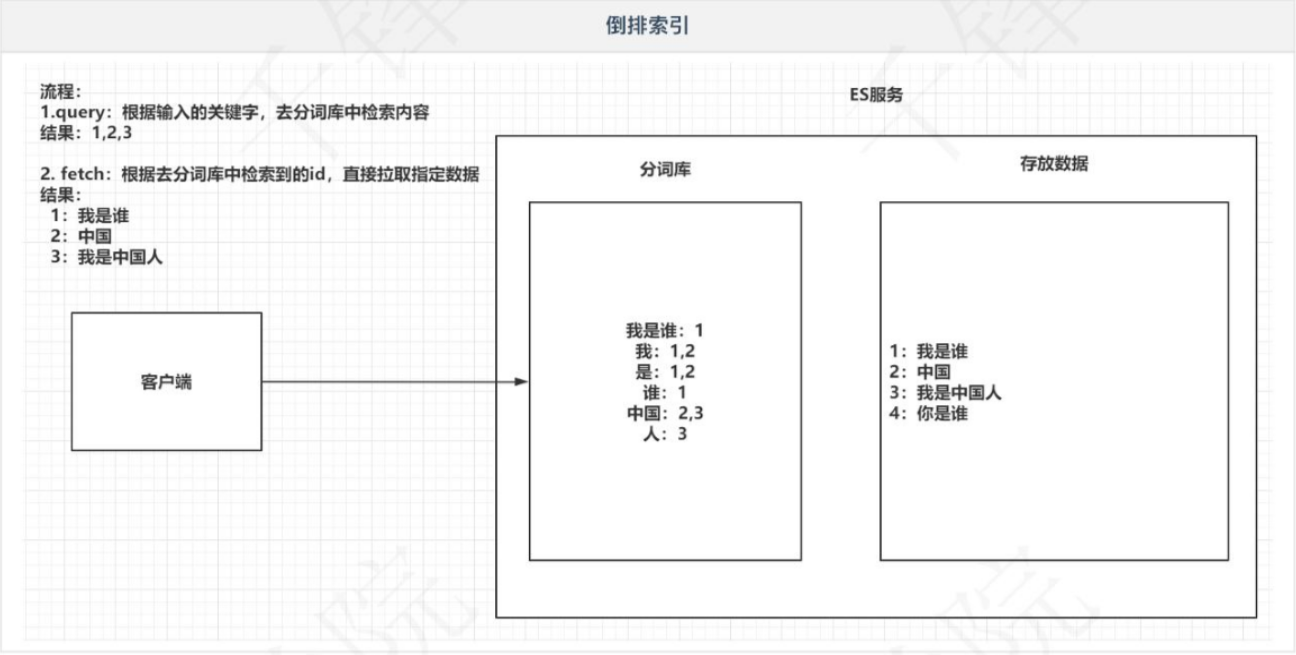 倒排索引
流程：
1.query：根据输入的关键字，去分词库中检索内容
结果：1,2,3
2. fetch：根据去分词库中检索到的id，直接拉取指定数据
结果：
1：我是谁
2：中国
3：我是中国人
客户端
ES服务
分词库
我是谁：1
我：1,2
是：1,2
谁：1
中国：2,3
人：3
存放数据
1：我是谁
2：中国
3：我是中国人
4：你是谁